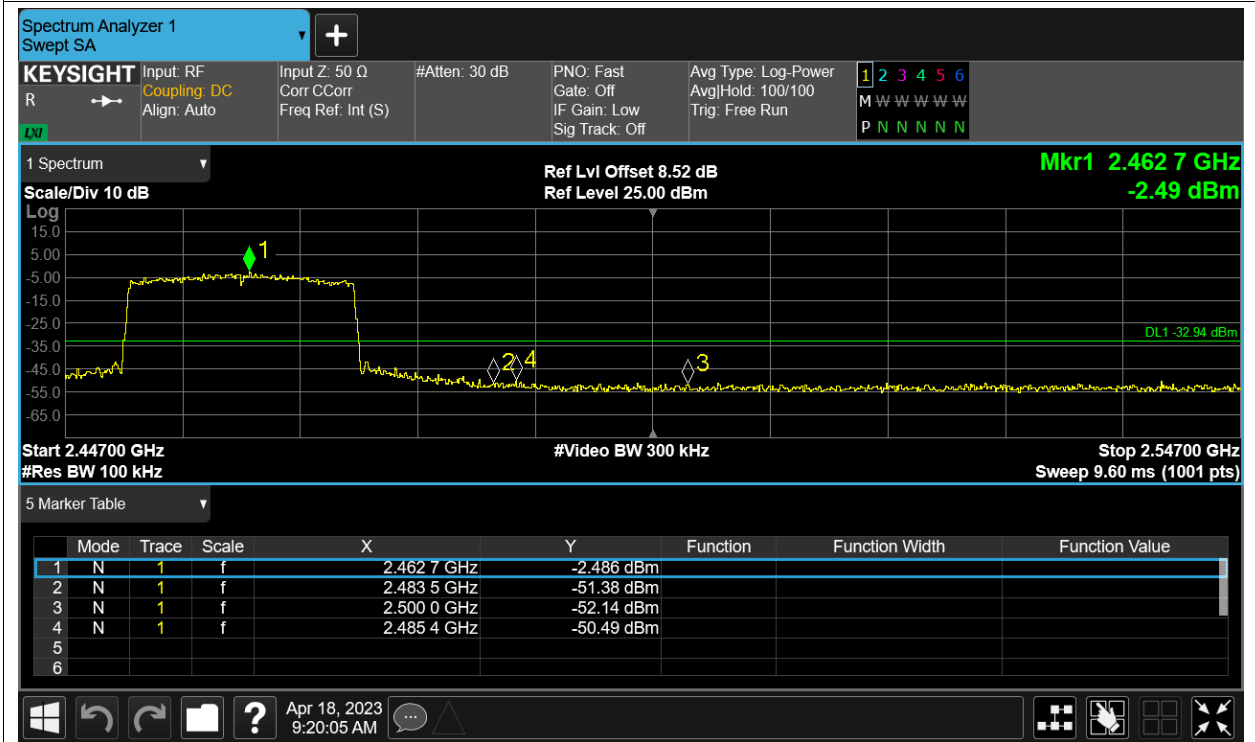 Spectrum Analyzer 1
Swept SA
+
KEYSIGHT Input: RF Input Z: 50 Ω #Atten: 30 dB PNO: Fast Avg Type: Log-Power 1 2 3 4 5 6
R Coupling: DC Corr CCorr Gate: Off Avg|Hold: 100/100 M W W W W W
Align: Auto Freq Ref: Int (S) IF Gain: Low Trig: Free Run
LXI Sig Track: Off P N N N N N
1 Spectrum Ref Lvl Offset 8.52 dB Mkr1 2.462 7 GHz
Scale/Div 10 dB Ref Level 25.00 dBm -2.49 dBm
Log
15.0
5.00 1
-5.00
-15.0
-25.0
DL1 -32.94 dBm
-35.0
-45.0 2 4 3
-55.0
-65.0
Start 2.44700 GHz #Video BW 300 kHz Stop 2.54700 GHz
#Res BW 100 kHz Sweep 9.60 ms (1001 pts)
5 Marker Table
Mode Trace Scale X Y Function Function Width Function Value
1 N 1 f 2.462 7 GHz -2.486 dBm
2 N 1 f 2.483 5 GHz -51.38 dBm
3 N 1 f 2.500 0 GHz -52.14 dBm
4 N 1 f 2.485 4 GHz -50.49 dBm
5
6
? Apr 18, 2023
9:20:05 AM